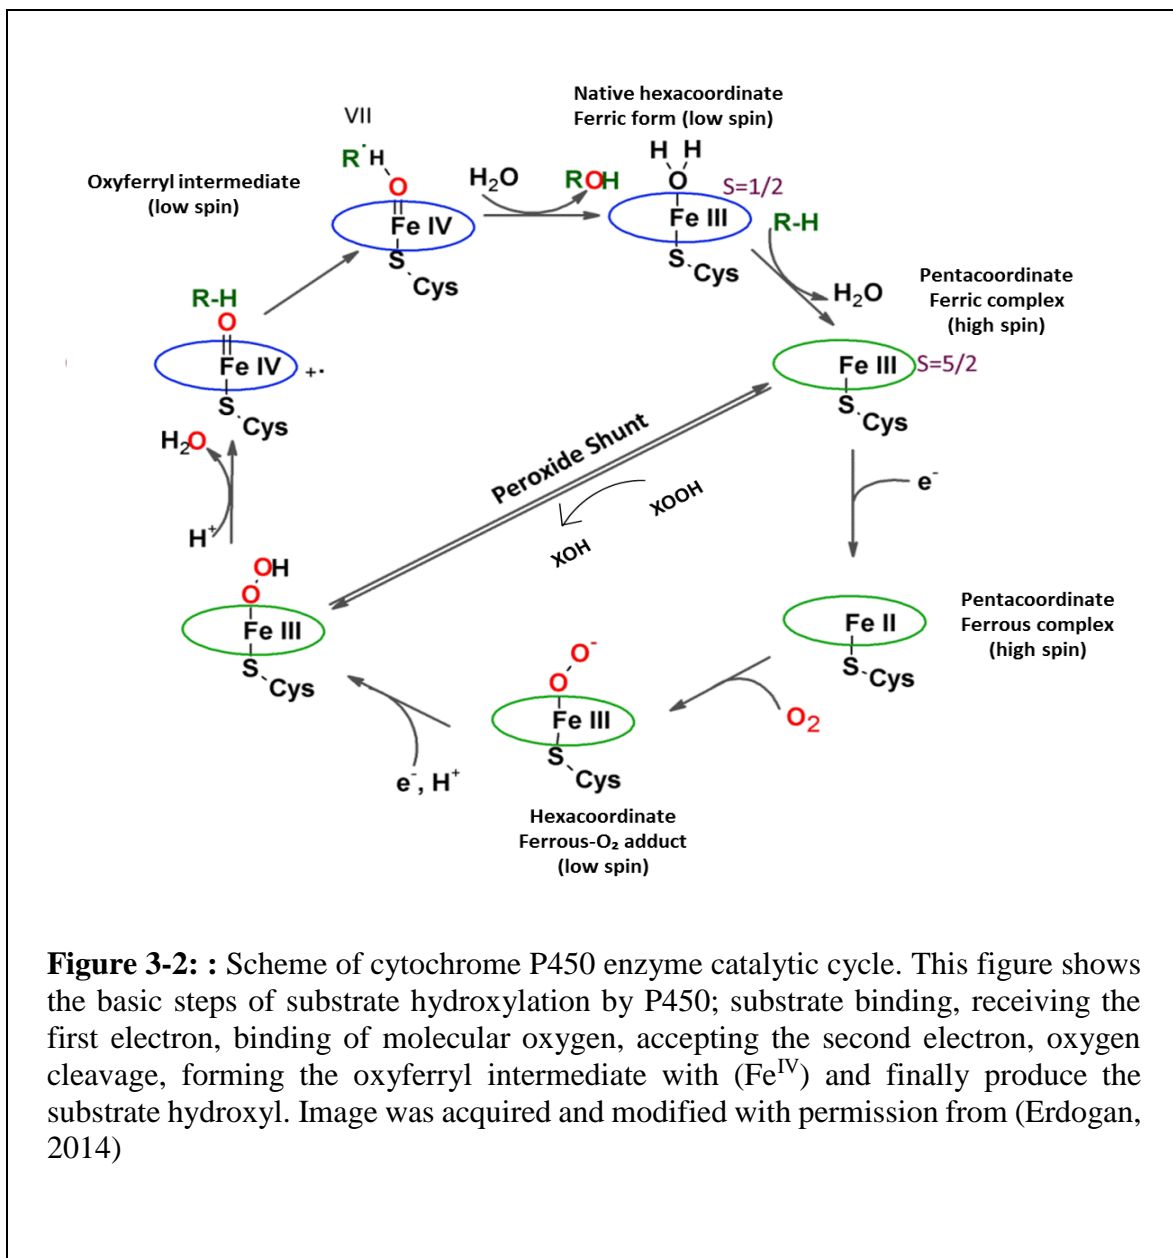 Native hexacoordinate
Ferric form (low spin)
VII
R· H
O
Fe IV
S
Cys
Oxyferryl intermediate
(low spin)
H₂O
ROH
H H
O
Fe III
S
Cys
S=1/2
R-H
H₂O
Pentacoordinate
Ferric complex
(high spin)
Fe III
S=5/2
S
Cys
R-H
O
Fe IV
+·
S
Cys
H₂O
H⁺
Peroxide Shunt
XOOH
XOH
e⁻
OH
O
Fe III
S
Cys
Pentacoordinate
Ferrous complex
(high spin)
Fe II
S
Cys
O₂
O⁻
O
Fe III
S
Cys
e⁻, H⁺
Hexacoordinate
Ferrous-O₂ adduct
(low spin)
Figure 3-2: : Scheme of cytochrome P450 enzyme catalytic cycle. This figure shows
the basic steps of substrate hydroxylation by P450; substrate binding, receiving the
first electron, binding of molecular oxygen, accepting the second electron, oxygen
cleavage, forming the oxyferryl intermediate with (Feᴵⱽ) and finally produce the
substrate hydroxyl. Image was acquired and modified with permission from (Erdogan,
2014)